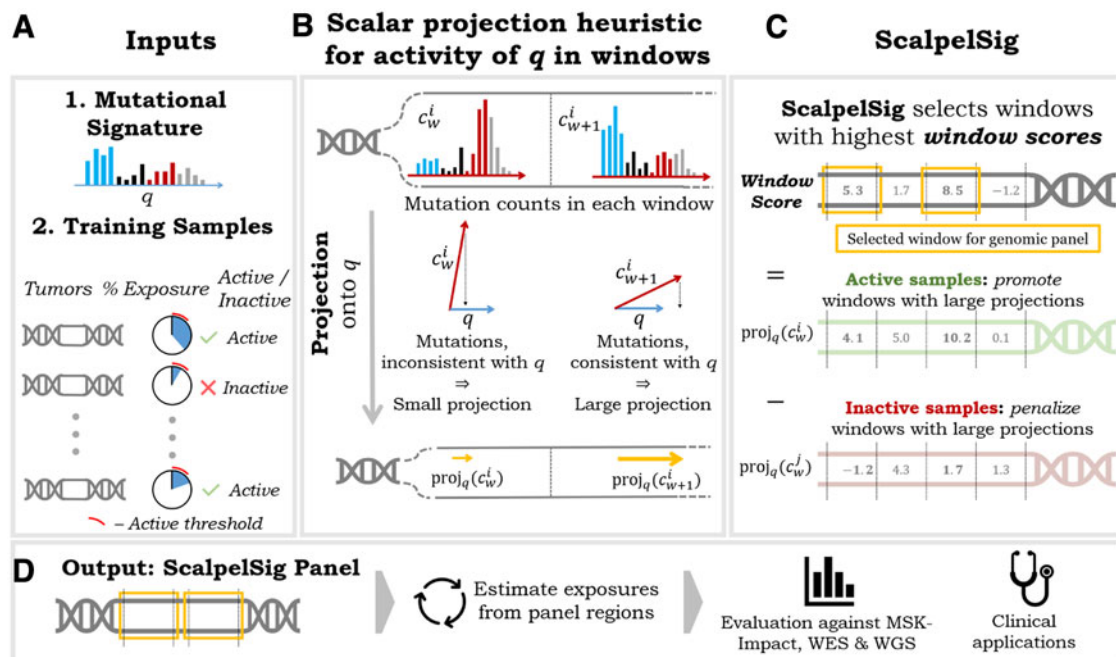 A
Inputs
1. Mutational
Signature
q
2. Training Samples
Tumors % Exposure Active /
Inactive
Active
Inactive
Active
– Active threshold
B Scalar projection heuristic
for activity of q in windows
c_w^i
c_{w+1}^i
Mutation counts in each window
Projection
onto q
c_w^i
q
Mutations,
inconsistent with q
⇒
Small projection
c_{w+1}^i
q
Mutations,
consistent with q
⇒
Large projection
proj_q(c_w^i)
proj_q(c_{w+1}^i)
C
ScalpelSig
ScalpelSig selects windows
with highest window scores
Window
Score
5.3 1.7 8.5 −1.2
Selected window for genomic panel
=
Active samples: promote
windows with large projections
proj_q(c_w^i) 4.1 5.0 10.2 0.1
−
Inactive samples: penalize
windows with large projections
proj_q(c_w^j) −1.2 4.3 1.7 1.3
D Output: ScalpelSig Panel
Estimate exposures
from panel regions
Evaluation against MSK-
Impact, WES & WGS
Clinical
applications